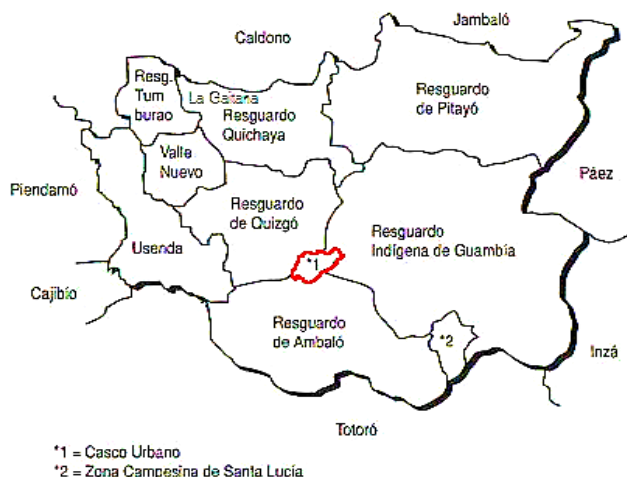 Jambaló
Caldono
Resg.
Tum
burao
La Gaitana
Resguardo
Quichaya
Resguardo
de Pitayó
Valle
Nuevo
Páez
Piendamó
Resguardo
de Quizgó
Resguardo
Indígena de Guambía
Usenda
*1
Cajibío
Resguardo
de Ambaló
*2
Inzá
Totoró
*1 = Casco Urbano
*2 = Zona Campesina de Santa Lucía